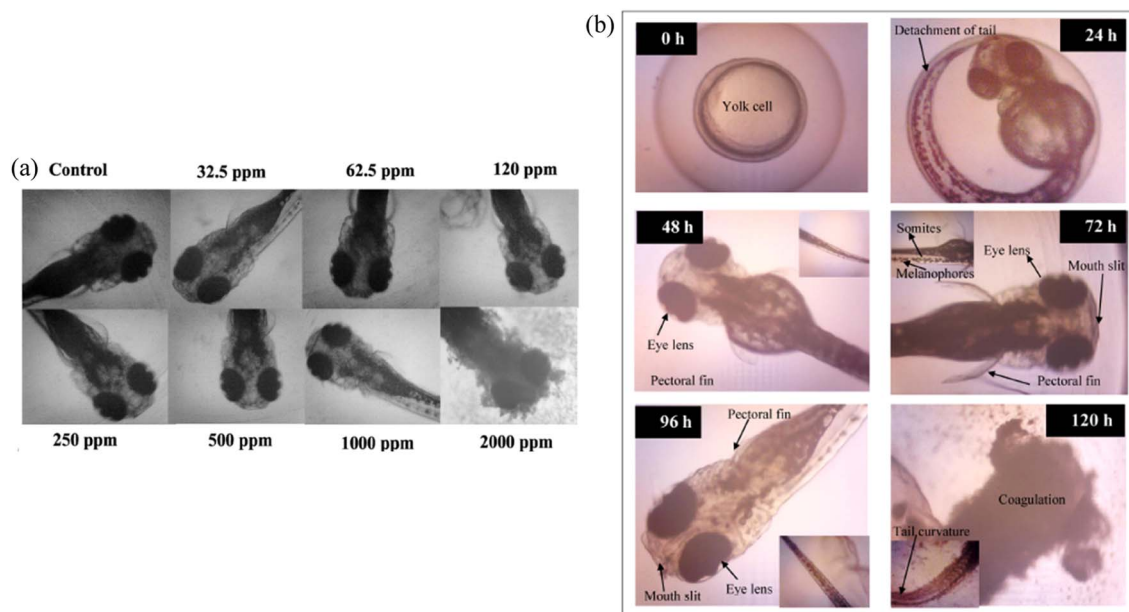 (a)
Control 32.5 ppm 62.5 ppm 120 ppm
250 ppm 500 ppm 1000 ppm 2000 ppm
(b)
0 h
Yolk cell
Detachment of tail
24 h
48 h
Eye lens
Pectoral fin
72 h
Somites
Melanophores
Eye lens
Mouth slit
Pectoral fin
96 h
Pectoral fin
Mouth slit
Eye lens
120 h
Coagulation
Tail curvature